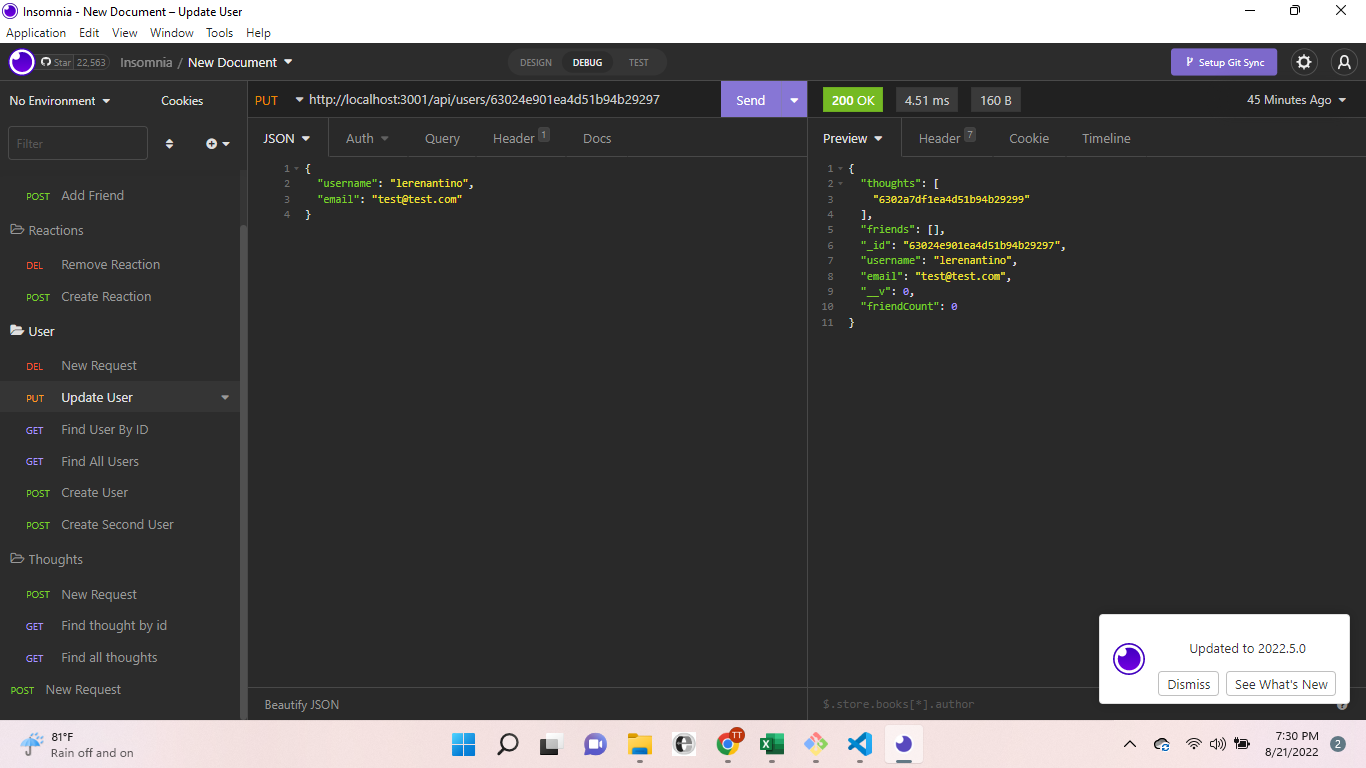 Insomnia - New Document – Update User
Application Edit View Window Tools Help
Star 22,563
Insomnia / New Document
DESIGN DEBUG TEST
Setup Git Sync
No Environment Cookies
PUT http://localhost:3001/api/users/63024e901ea4d51b94b29297 Send
200 OK 4.51 ms 160 B 45 Minutes Ago
Filter
JSON Auth Query Header 1 Docs
Preview Header 7 Cookie Timeline
POST Add Friend
Reactions
DEL Remove Reaction
POST Create Reaction
User
DEL New Request
PUT Update User
GET Find User By ID
GET Find All Users
POST Create User
POST Create Second User
Thoughts
POST New Request
GET Find thought by id
GET Find all thoughts
POST New Request
1 {
2 "username": "lerenantino",
3 "email": "test@test.com"
4 }
Beautify JSON
1 {
2 "thoughts": [
3 "6302a7df1ea4d51b94b29299"
4 ],
5 "friends": [],
6 "_id": "63024e901ea4d51b94b29297",
7 "username": "lerenantino",
8 "email": "test@test.com",
9 "__v": 0,
10 "friendCount": 0
11 }
$.store.books[*].author
Updated to 2022.5.0
Dismiss See What's New
81°F
Rain off and on
TT
7:30 PM
8/21/2022
2